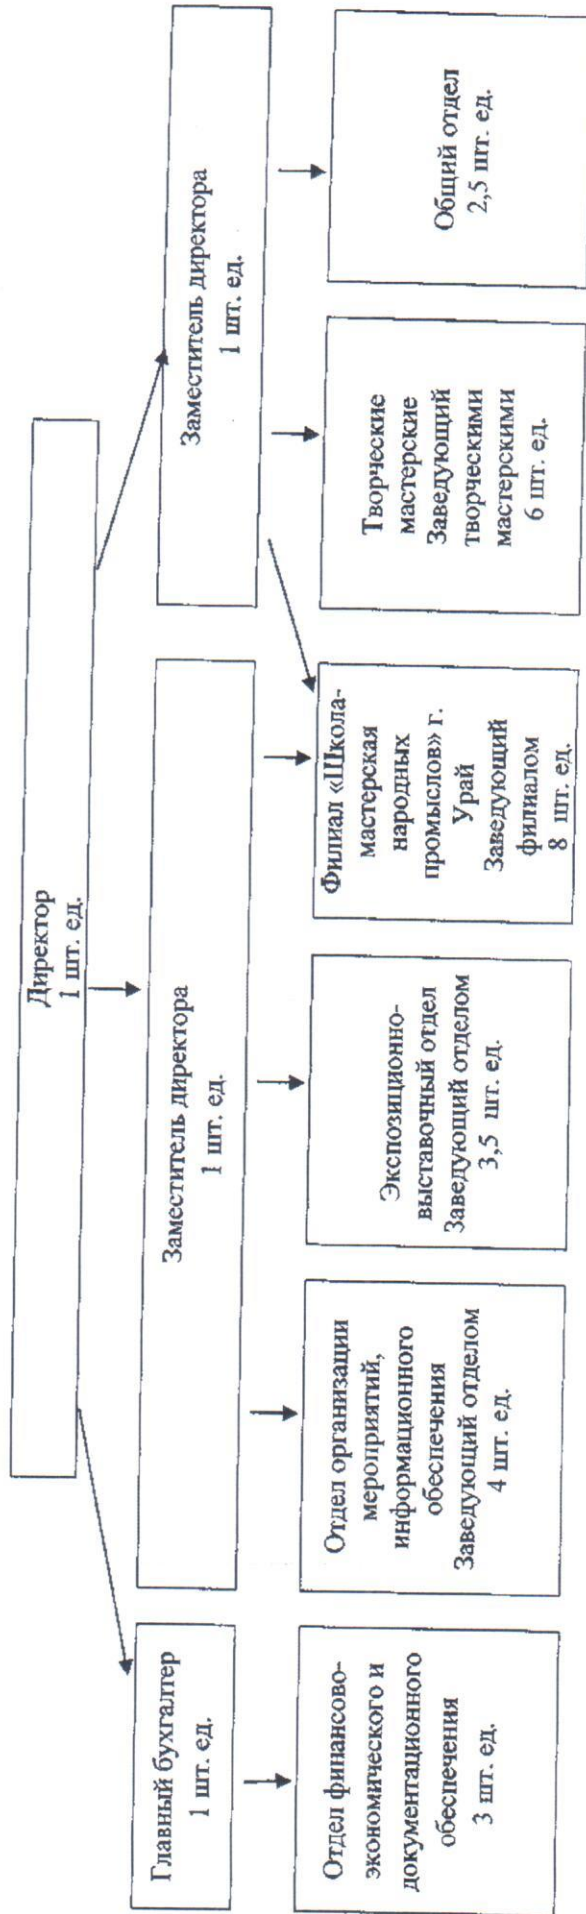 Директор
1 шт. ед.
Главный бухгалтер
1 шт. ед.
Заместитель директора
1 шт. ед.
Заместитель директора
1 шт. ед.
Отдел финансово-
экономического и
документационного
обеспечения
3 шт. ед.
Отдел организации
мероприятий,
информационного
обеспечения
Заведующий отделом
4 шт. ед.
Экспозиционно-
выставочный отдел
Заведующий отделом
3,5 шт. ед.
Филиал «Школа-
мастерская
народных
промыслов» г.
Урай
Заведующий
филиалом
8 шт. ед.
Творческие
мастерские
Заведующий
творческими
мастерскими
6 шт. ед.
Общий отдел
2,5 шт. ед.